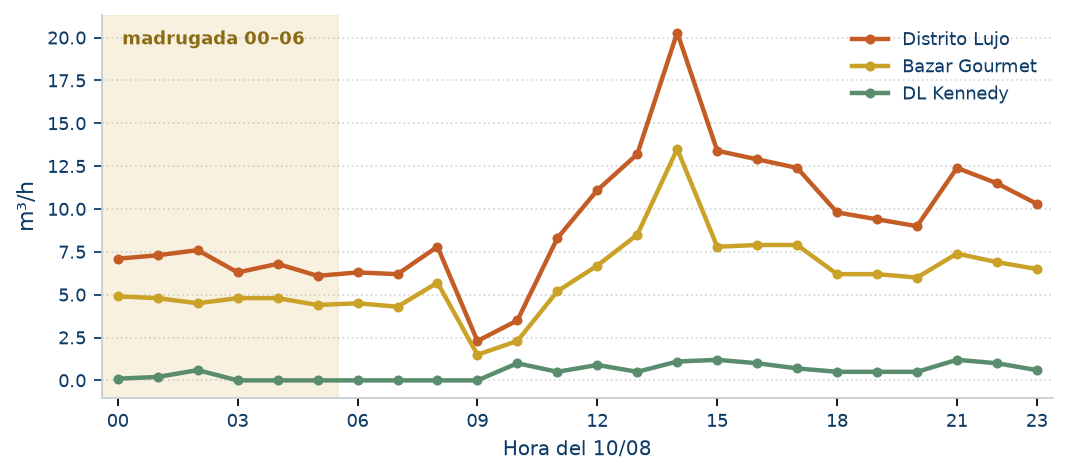 madrugada 00–06
Distrito Lujo
Bazar Gourmet
DL Kennedy
m³/h
20.0
17.5
15.0
12.5
10.0
7.5
5.0
2.5
0.0
00 03 06 09 12 15 18 21 23
Hora del 10/08